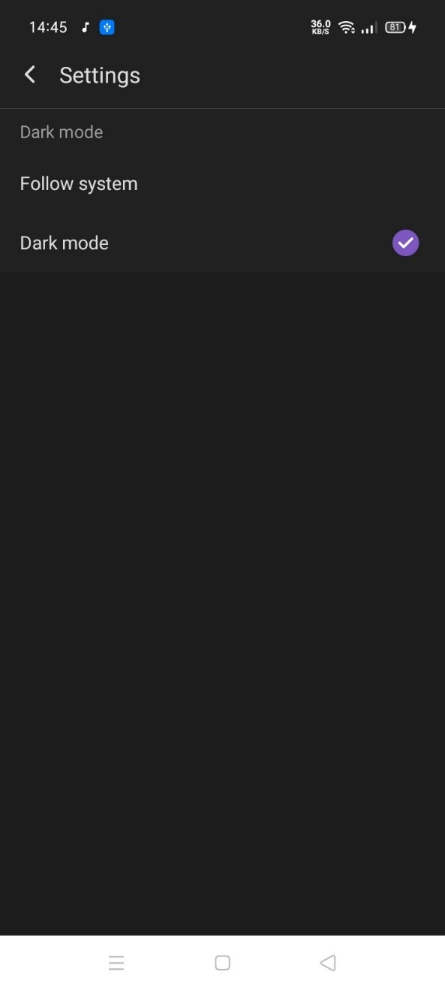 14:45 36.0 KB/S 81
Settings
Dark mode
Follow system
Dark mode